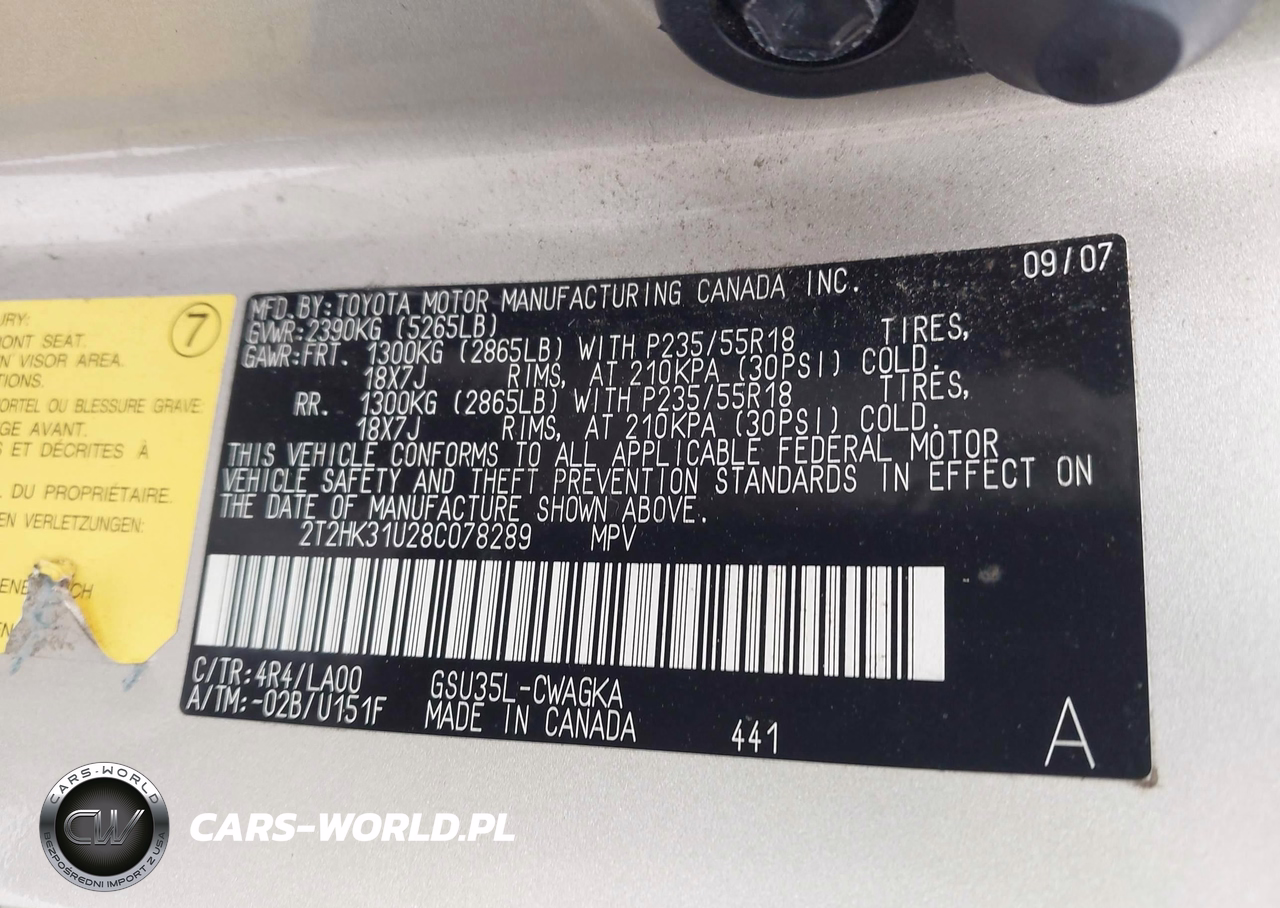 09/07
MFD.BY:TOYOTA MOTOR MANUFACTURING CANADA INC.
GVWR:2390KG (5265LB)
GAWR:FRT. 1300KG (2865LB) WITH P235/55R18 TIRES,
18X7J RIMS, AT 210KPA (30PSI) COLD.
RR. 1300KG (2865LB) WITH P235/55R18 TIRES,
18X7J RIMS, AT 210KPA (30PSI) COLD.
THIS VEHICLE CONFORMS TO ALL APPLICABLE FEDERAL MOTOR
VEHICLE SAFETY AND THEFT PREVENTION STANDARDS IN EFFECT ON
THE DATE OF MANUFACTURE SHOWN ABOVE.
2T2HK31U28C078289 MPV
C/TR:4R4/LA00 GSU35L-CWAGKA
A/TM:-02B/U151F MADE IN CANADA 441 A
7
URY:
ONT SEAT.
N VISOR AREA.
TIONS.
ORTEL OU BLESSURE GRAVE
GE AVANT.
S ET DÉCRITES À
DU PROPRIÉTAIRE.
EN VERLETZUNGEN:
CARS-WORLD
CW
BEZPOŚREDNI IMPORT Z USA
CARS-WORLD.PL